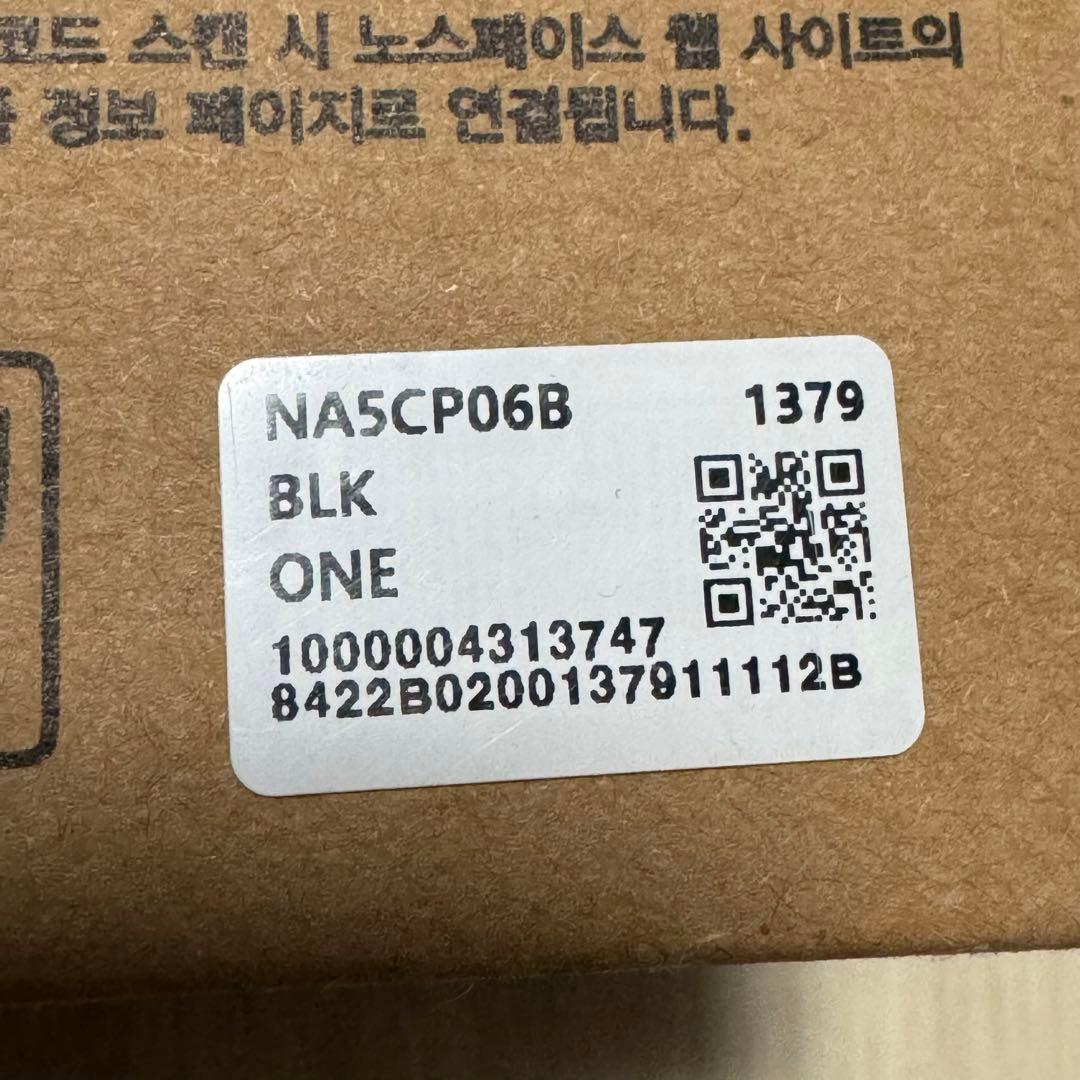 코드 스캔 시 노스페이스 웹 사이트의
정보 페이지로 연결됩니다.
NA5CP06B 1379
BLK
ONE
1000004313747
8422B0200137911112B